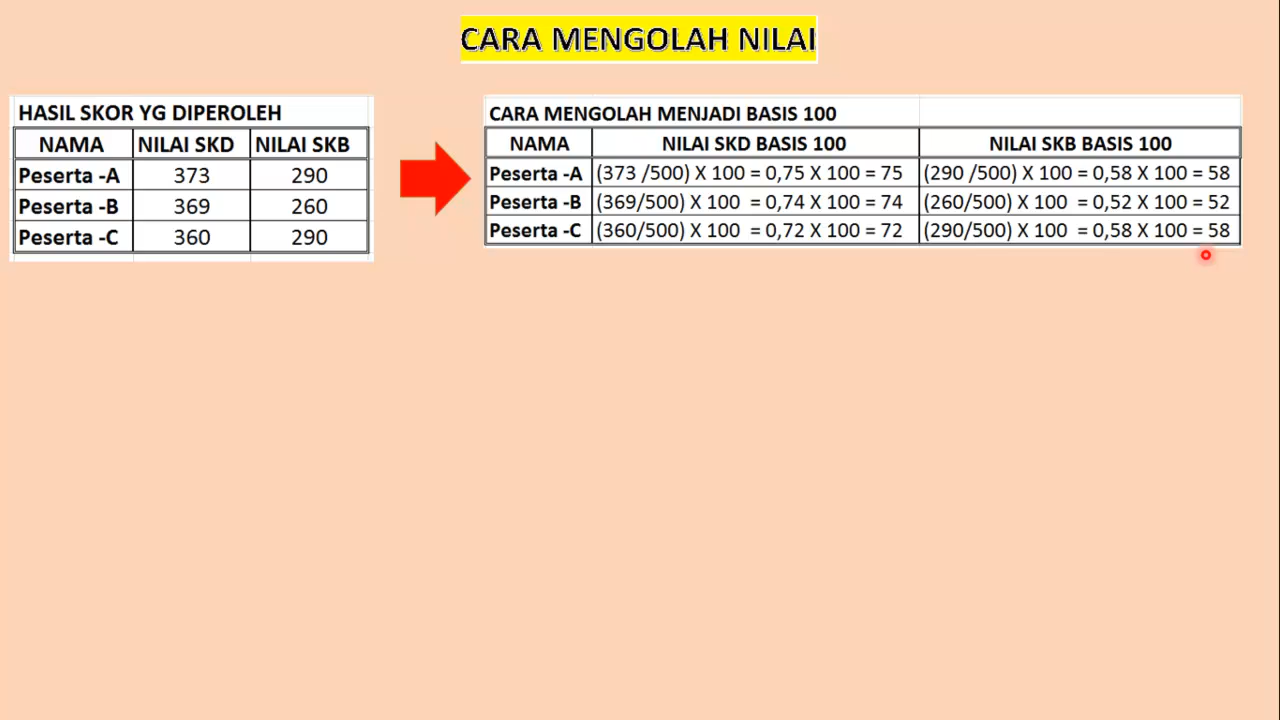 CARA MENGOLAH NILAI
HASIL SKOR YG DIPEROLEH
NAMA NILAI SKD NILAI SKB
Peserta -A 373 290
Peserta -B 369 260
Peserta -C 360 290
CARA MENGOLAH MENJADI BASIS 100
NAMA NILAI SKD BASIS 100 NILAI SKB BASIS 100
Peserta -A (373 /500) X 100 = 0,75 X 100 = 75 (290 /500) X 100 = 0,58 X 100 = 58
Peserta -B (369/500) X 100 = 0,74 X 100 = 74 (260/500) X 100 = 0,52 X 100 = 52
Peserta -C (360/500) X 100 = 0,72 X 100 = 72 (290/500) X 100 = 0,58 X 100 = 58